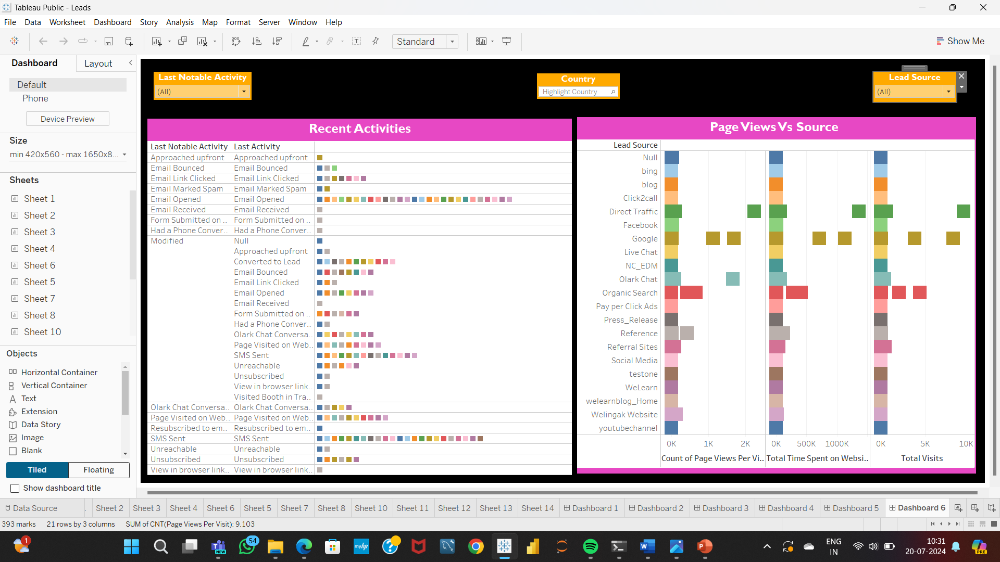 Tableau Public - Leads
File Data Worksheet Dashboard Story Analysis Map Format Server Window Help
Standard
Show Me
Dashboard Layout
Default
Phone
Device Preview
Size
min 420x560 - max 1650x8...
Sheets
Sheet 1
Sheet 2
Sheet 3
Sheet 4
Sheet 6
Sheet 5
Sheet 7
Sheet 8
Sheet 10
Objects
Horizontal Container
Vertical Container
Text
Extension
Data Story
Image
Blank
Tiled Floating
Show dashboard title
Last Notable Activity
(All)
Country
Highlight Country
Lead Source
(All)
Recent Activities
Last Notable Activity Last Activity
Approached upfront Approached upfront
Email Bounced Email Bounced
Email Link Clicked Email Link Clicked
Email Marked Spam Email Marked Spam
Email Opened Email Opened
Email Received Email Received
Form Submitted on .. Form Submitted on ..
Had a Phone Conver.. Had a Phone Conver..
Modified Null
Approached upfront
Converted to Lead
Email Bounced
Email Link Clicked
Email Opened
Email Received
Form Submitted on ..
Had a Phone Conver..
Olark Chat Conversa..
Page Visited on Web..
SMS Sent
Unreachable
Unsubscribed
View in browser link..
Visited Booth in Tra..
Olark Chat Conversa.. Olark Chat Conversa..
Page Visited on Web.. Page Visited on Web..
Resubscribed to em.. Resubscribed to em..
SMS Sent SMS Sent
Unreachable Unreachable
Unsubscribed Unsubscribed
View in browser link.. View in browser link..
Page Views Vs Source
Lead Source
Null
bing
blog
Click2call
Direct Traffic
Facebook
Google
Live Chat
NC_EDM
Olark Chat
Organic Search
Pay per Click Ads
Press_Release
Reference
Referral Sites
Social Media
testone
WeLearn
welearnblog_Home
Welingak Website
youtubechannel
0K 1K 2K 0K 500K 1000K 0K 5K 10K
Count of Page Views Per Vi.. Total Time Spent on Websi.. Total Visits
Data Source Sheet 2 Sheet 3 Sheet 4 Sheet 6 Sheet 5 Sheet 7 Sheet 8 Sheet 10 Sheet 11 Sheet 12 Sheet 13 Sheet 14 Dashboard 1 Dashboard 2 Dashboard 3 Dashboard 4 Dashboard 5 Dashboard 6
393 marks 21 rows by 3 columns SUM of CNT(Page Views Per Visit): 9,103
1
NEW
54
myhp
ENG
IN
10:31
20-07-2024
PRE